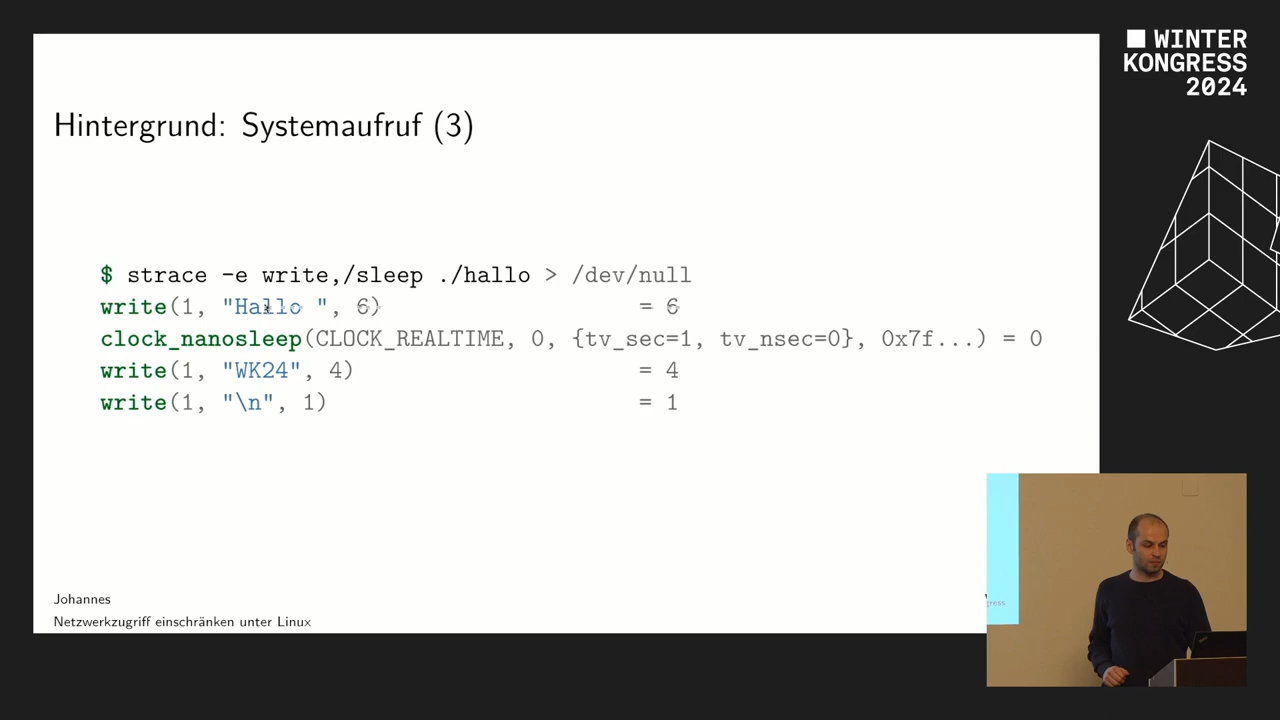 WINTER
KONGRESS
2024
Hintergrund: Systemaufruf (3)
$ strace -e write,/sleep ./hallo > /dev/null
write(1, "Hallo ", 6) = 6
clock_nanosleep(CLOCK_REALTIME, 0, {tv_sec=1, tv_nsec=0}, 0x7f...) = 0
write(1, "WK24", 4) = 4
write(1, "\n", 1) = 1
Johannes
Netzwerkzugriff einschränken unter Linux